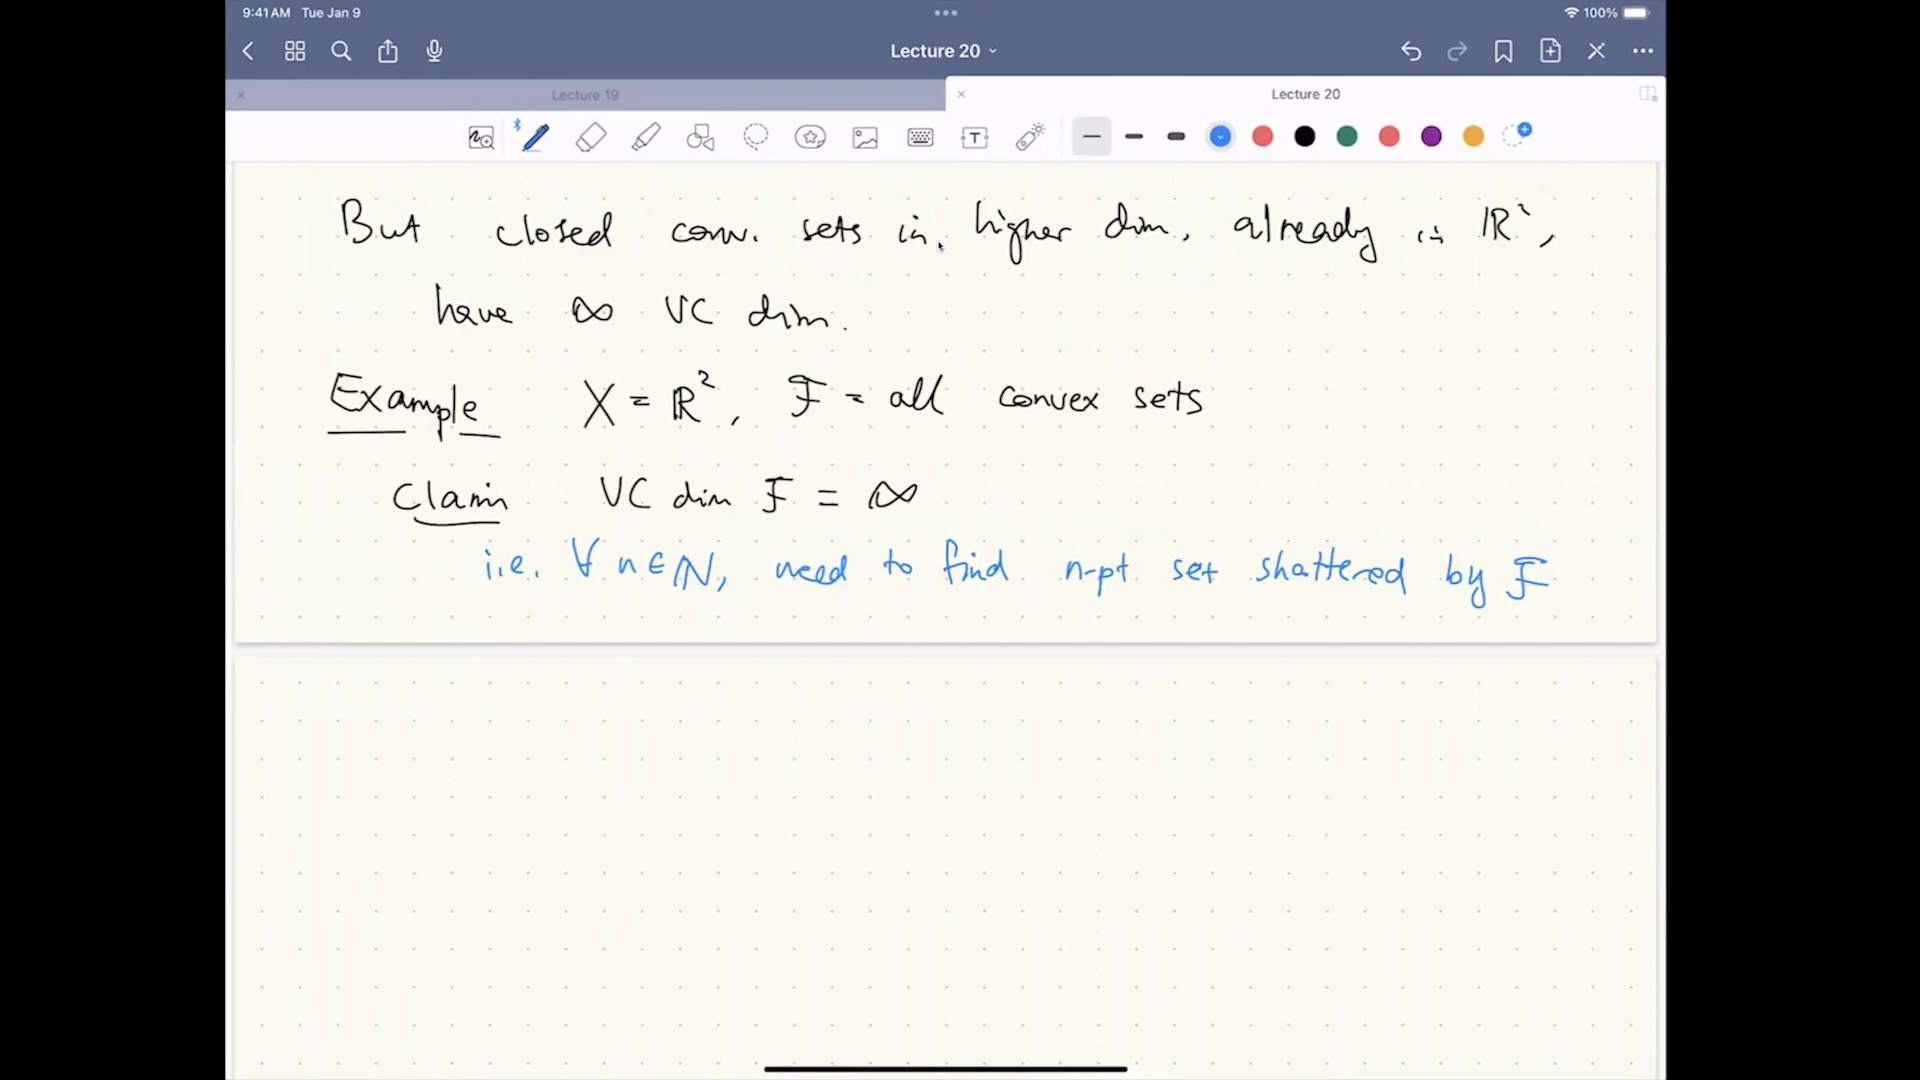 9:41 AM Tue Jan 9
100%
Lecture 20
Lecture 19
Lecture 20
But closed conv. sets in higher dim, already in ℝ²,
have ∞ VC dim.
Example X = ℝ², ℱ = all convex sets
Claim VC dim ℱ = ∞
i.e. ∀ n ∈ ℕ, need to find n-pt set shattered by ℱ